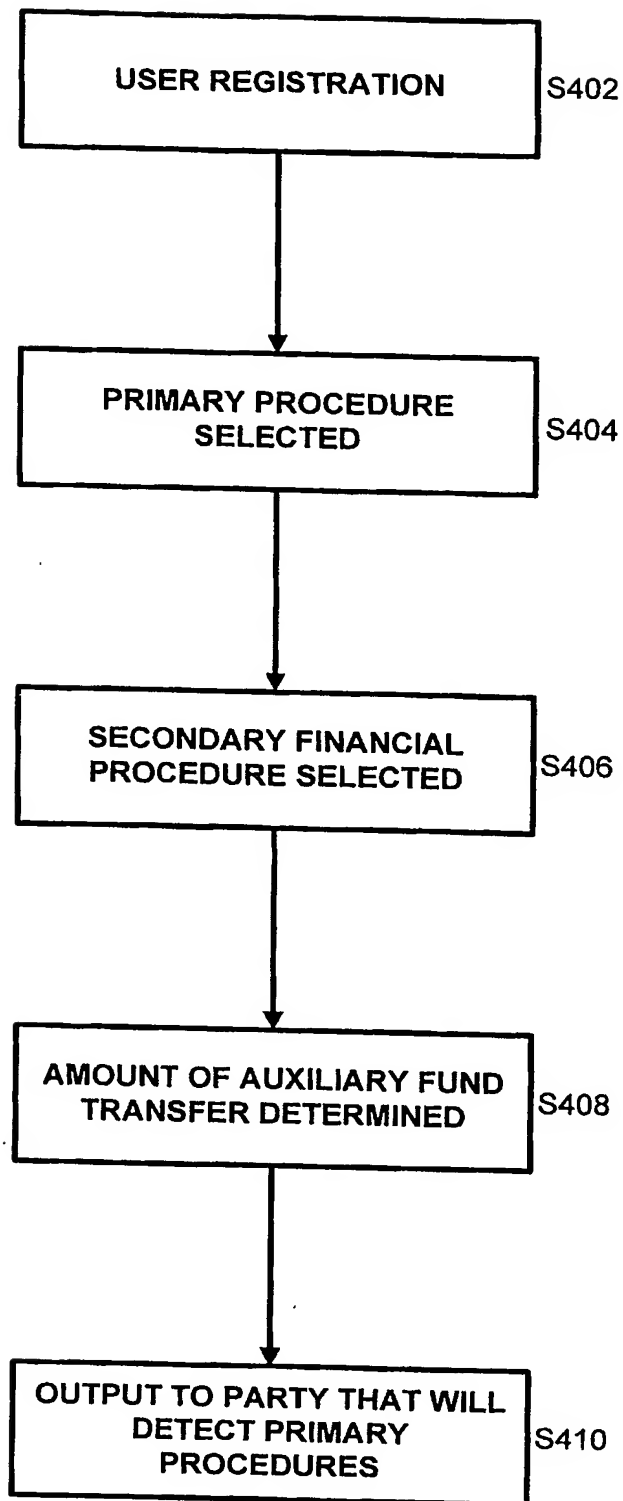 USER REGISTRATION
S402
PRIMARY PROCEDURE
SELECTED
S404
SECONDARY FINANCIAL
PROCEDURE SELECTED
S406
AMOUNT OF AUXILIARY FUND
TRANSFER DETERMINED
S408
OUTPUT TO PARTY THAT WILL
DETECT PRIMARY
PROCEDURES
S410